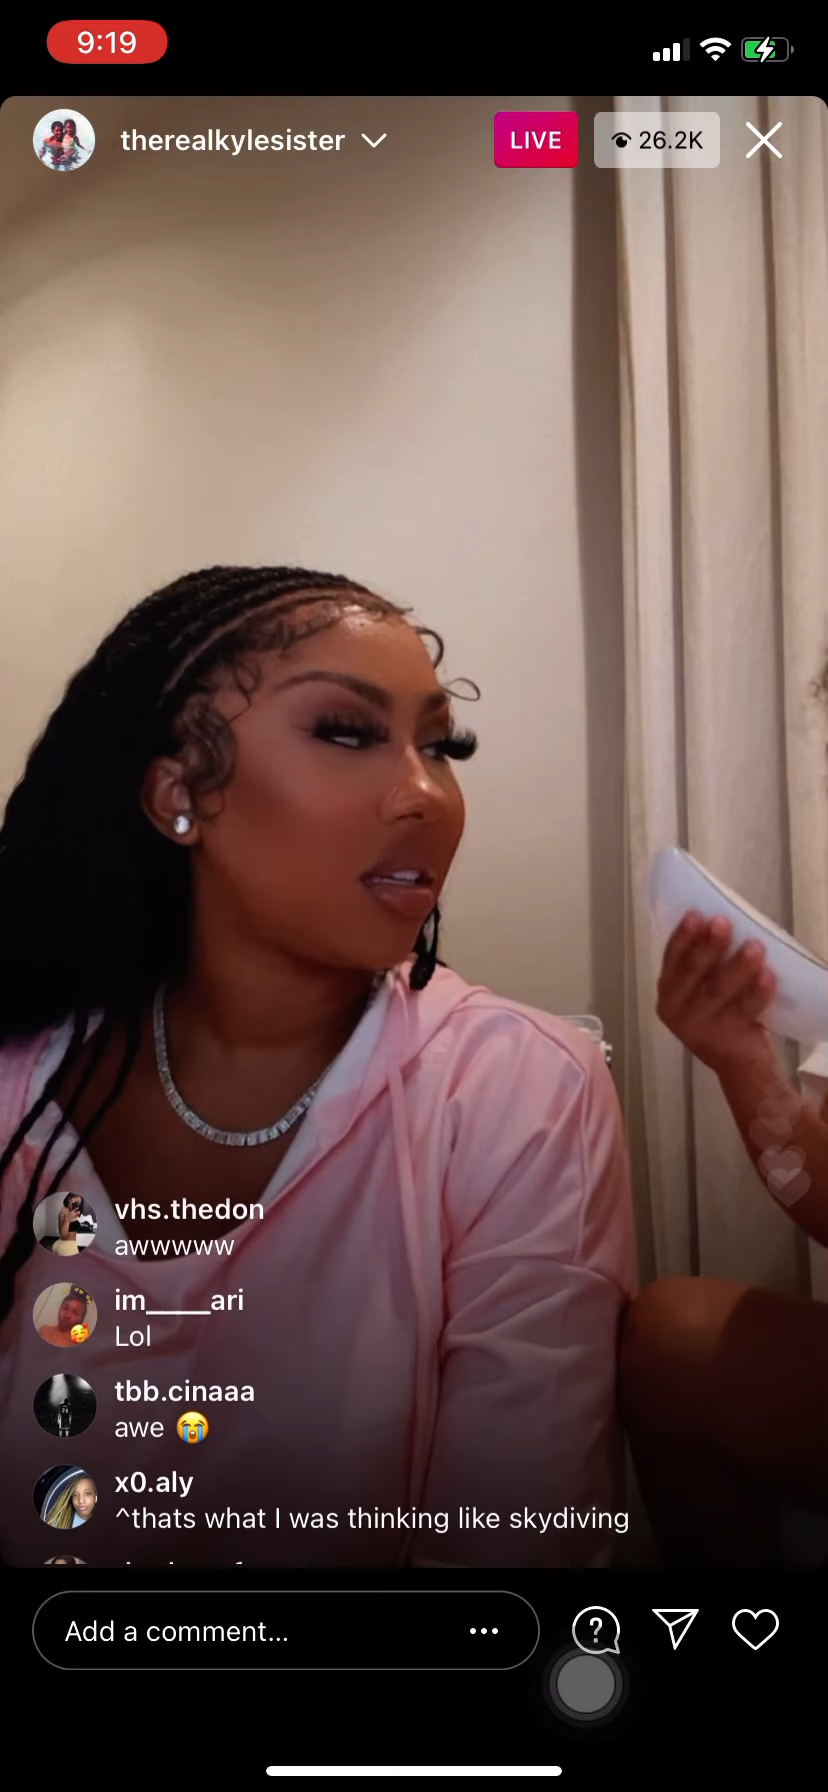 9:19
therealkylesister
LIVE
26.2K
vhs.thedon
awwwww
im____ari
Lol
tbb.cinaaa
awe 😭
x0.aly
^thats what I was thinking like skydiving
Add a comment...